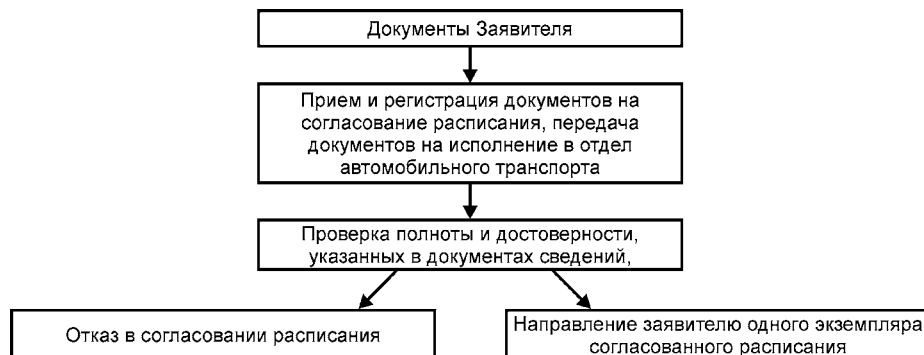 Документы Заявителя
Прием и регистрация документов на
согласование расписания, передача
документов на исполнение в отдел
автомобильного транспорта
Проверка полноты и достоверности,
указанных в документах сведений,
Отказ в согласовании расписания
Направление заявителю одного экземпляра
согласованного расписания